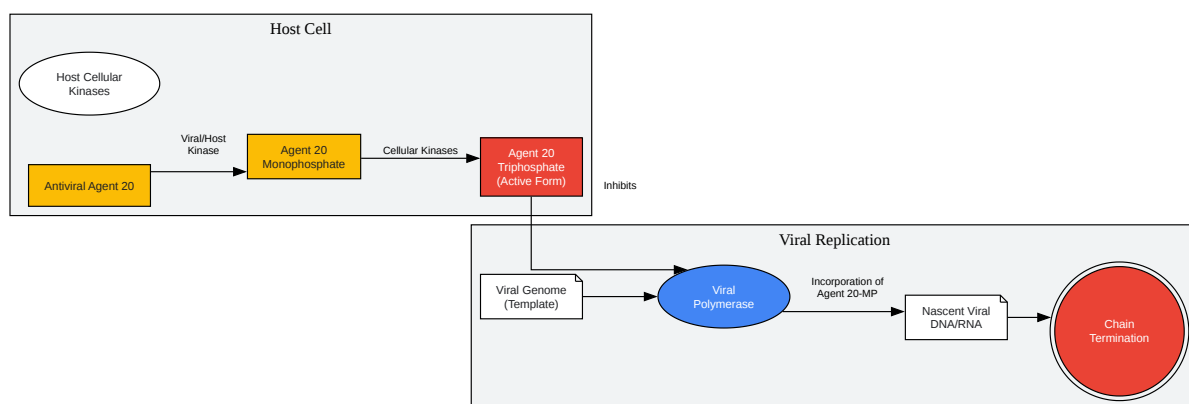 Host Cell
Host Cellular
Kinases
Viral/Host
Kinase
Antiviral Agent 20
Agent 20
Monophosphate
Cellular Kinases
Agent 20
Triphosphate
(Active Form)
Inhibits
Viral Replication
Viral Genome
(Template)
Viral
Polymerase
Incorporation of
Agent 20-MP
Nascent Viral
DNA/RNA
Chain
Termination